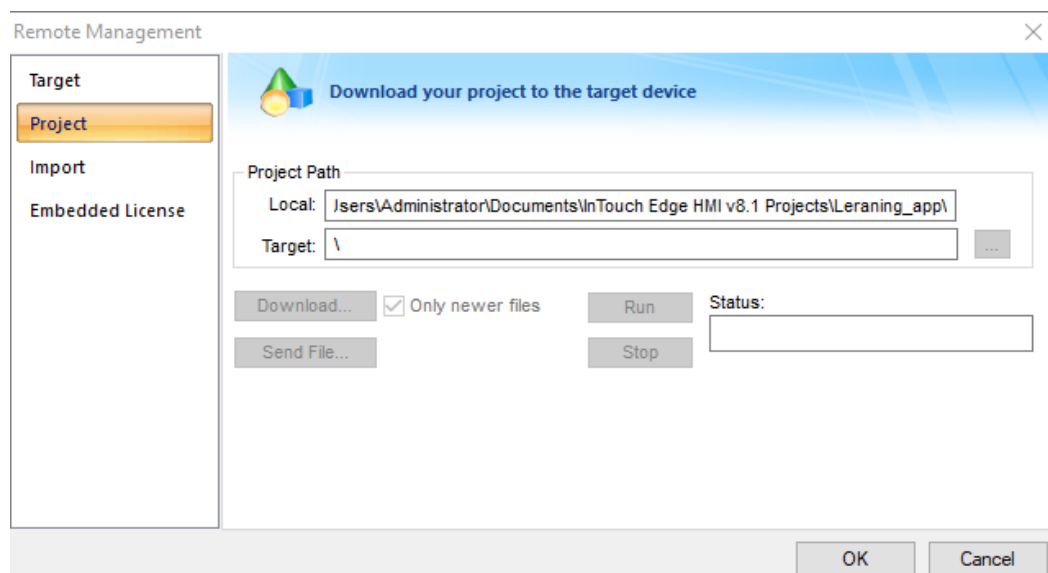 Remote Management
Target
Project
Import
Embedded License
Download your project to the target device
Project Path
Local: Jsers\Administrator\Documents\InTouch Edge HMI v8.1 Projects\Leraning_app\
Target: \ ...
Download... Only newer files Run Status:
Send File... Stop
OK Cancel